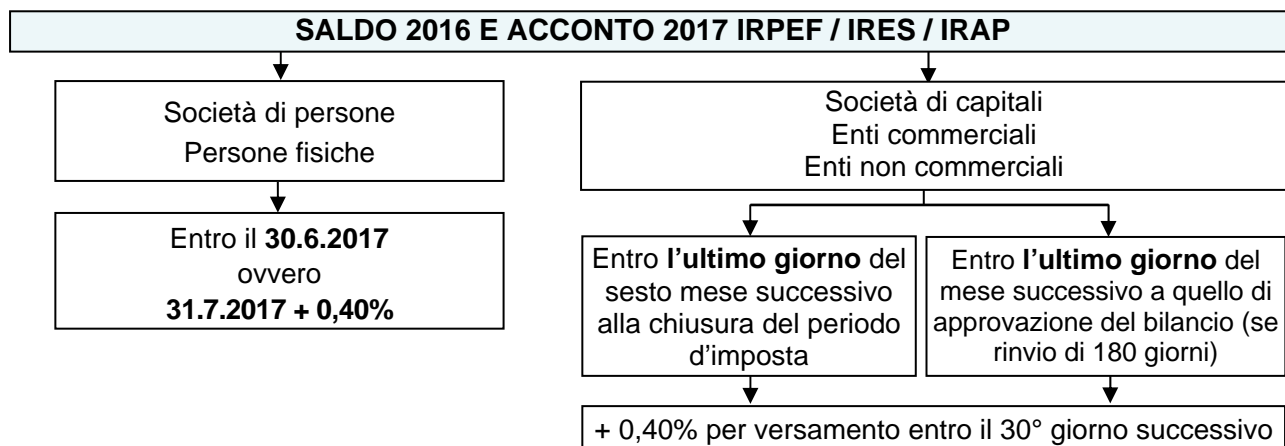 SALDO 2016 E ACCONTO 2017 IRPEF / IRES / IRAP
Società di persone
Persone fisiche
Entro il 30.6.2017
ovvero
31.7.2017 + 0,40%
Società di capitali
Enti commerciali
Enti non commerciali
Entro l’ultimo giorno del
sesto mese successivo
alla chiusura del periodo
d’imposta
Entro l’ultimo giorno del
mese successivo a quello di
approvazione del bilancio (se
rinvio di 180 giorni)
+ 0,40% per versamento entro il 30° giorno successivo